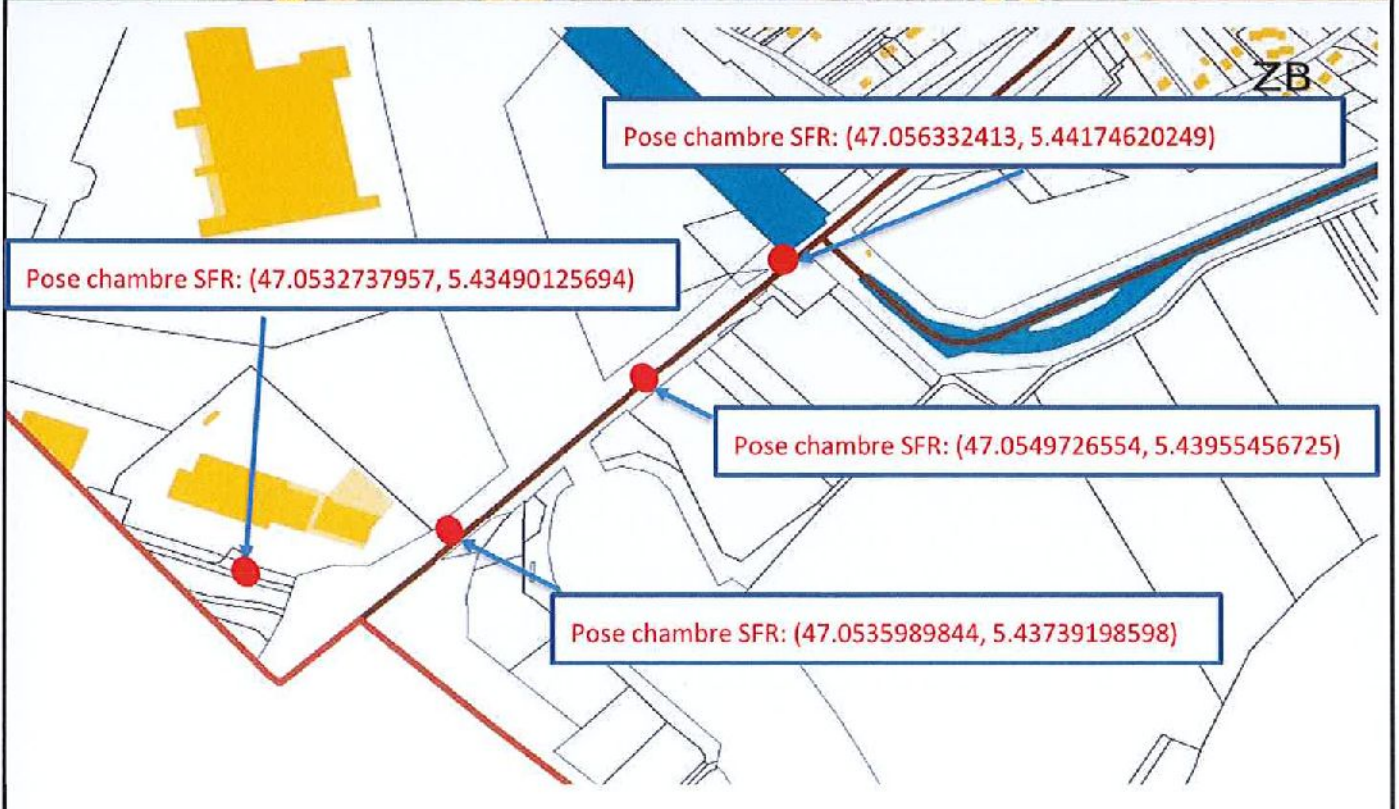 ZB
Pose chambre SFR: (47.056332413, 5.44174620249)
Pose chambre SFR: (47.0532737957, 5.43490125694)
Pose chambre SFR: (47.0549726554, 5.43955456725)
Pose chambre SFR: (47.0535989844, 5.43739198598)